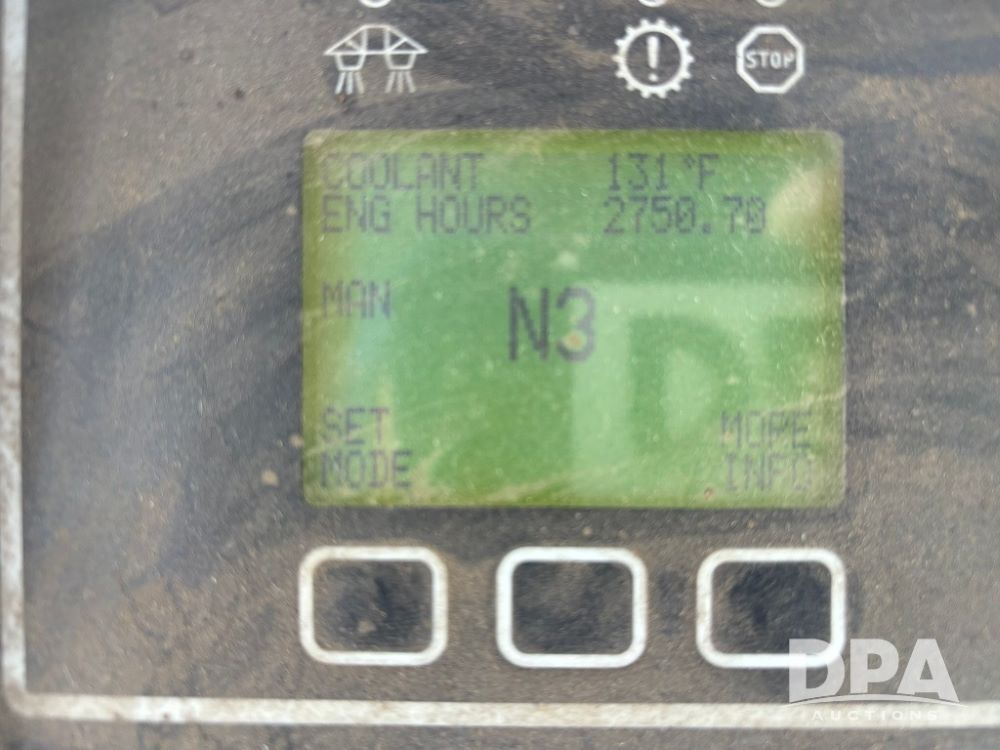 STOP
COOLANT 131°F
ENG HOURS 2750.70
MAN N3
SET MORE
MODE INFO
DPA
AUCTIONS